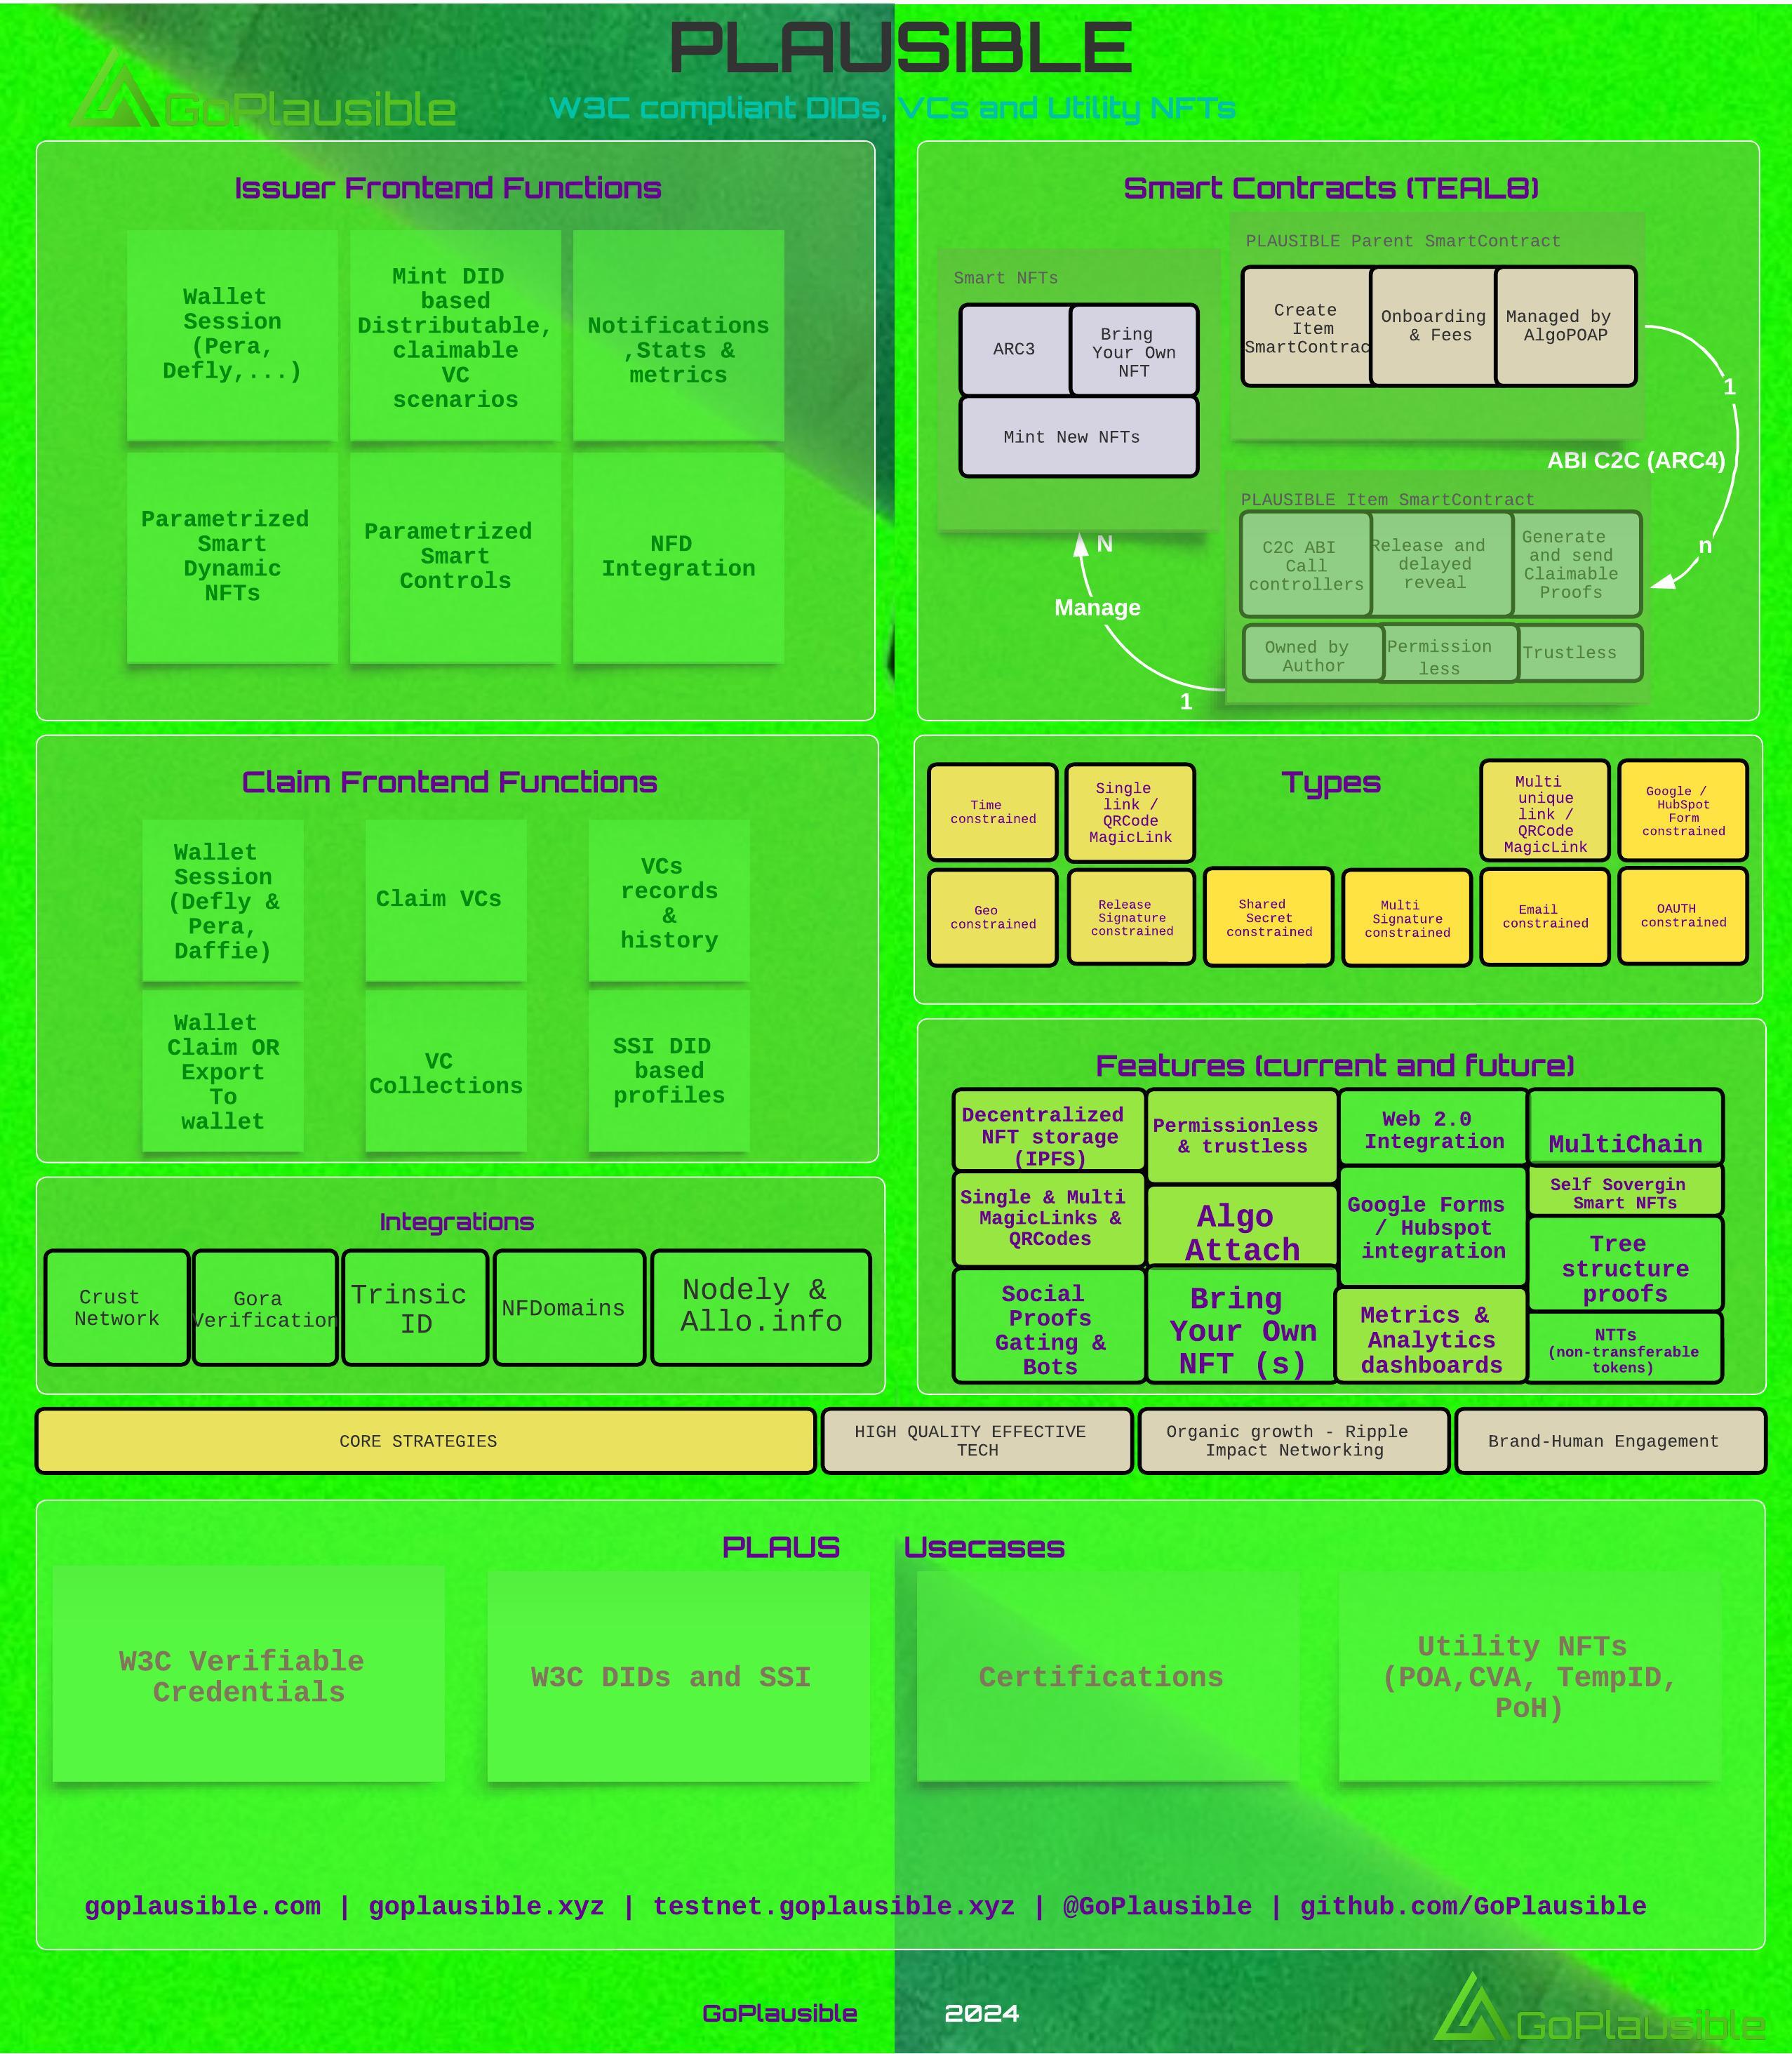 PLAUSIBLE
GoPlausible
W3C compliant DIDs, VCs and Utility NFTs
Issuer Frontend Functions
Wallet
Session
(Pera,
Defly,...)
Mint DID
based
Distributable,
claimable
VC
scenarios
Notifications
,Stats &
metrics
Parametrized
Smart
Dynamic
NFTs
Parametrized
Smart
Controls
NFD
Integration
Smart Contracts (TEAL8)
Smart NFTs
ARC3
Bring
Your Own
NFT
Mint New NFTs
PLAUSIBLE Parent SmartContract
Create
Item
SmartContrac
Onboarding
& Fees
Managed by
AlgoPOAP
1
ABI C2C (ARC4)
n
PLAUSIBLE Item SmartContract
C2C ABI
Call
controllers
Release and
delayed
reveal
Generate
and send
Claimable
Proofs
Owned by
Author
Permission
less
Trustless
N
Manage
1
Claim Frontend Functions
Wallet
Session
(Defly &
Pera,
Daffie)
Claim VCs
VCs
records
&
history
Wallet
Claim OR
Export
To
wallet
VC
Collections
SSI DID
based
profiles
Types
Time
constrained
Single
link /
QRCode
MagicLink
Multi
unique
link /
QRCode
MagicLink
Google /
HubSpot
Form
constrained
Geo
constrained
Release
Signature
constrained
Shared
Secret
constrained
Multi
Signature
constrained
Email
constrained
OAUTH
constrained
Features (current and future)
Decentralized
NFT storage
(IPFS)
Permissionless
& trustless
Web 2.0
Integration
MultiChain
Single & Multi
MagicLinks &
QRCodes
Algo
Attach
Google Forms
/ Hubspot
integration
Self Sovergin
Smart NFTs
Tree
structure
proofs
Social
Proofs
Gating &
Bots
Bring
Your Own
NFT (s)
Metrics &
Analytics
dashboards
NTTs
(non-transferable
tokens)
Integrations
Crust
Network
Gora
Verification
Trinsic
ID
NFDomains
Nodely &
Allo.info
CORE STRATEGIES
HIGH QUALITY EFFECTIVE
TECH
Organic growth - Ripple
Impact Networking
Brand-Human Engagement
PLAUS Usecases
W3C Verifiable
Credentials
W3C DIDs and SSI
Certifications
Utility NFTs
(POA,CVA, TempID,
PoH)
goplausible.com | goplausible.xyz | testnet.goplausible.xyz | @GoPlausible | github.com/GoPlausible
GoPlausible 2024
GoPlausible